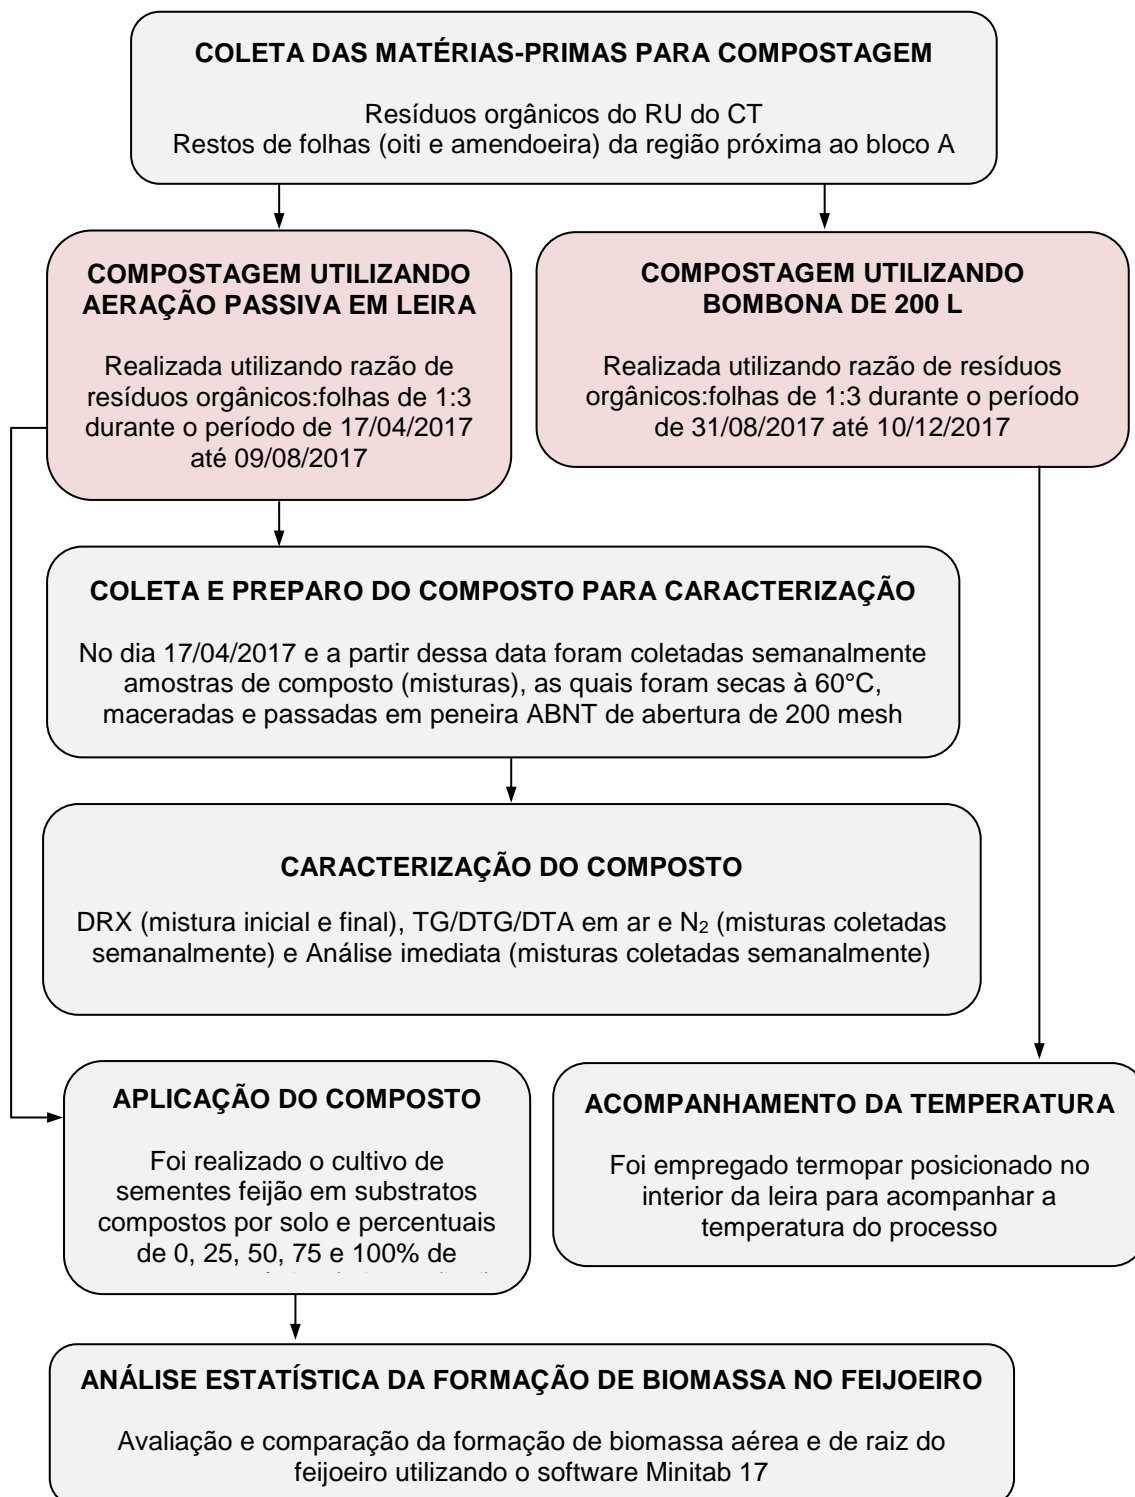 COLETA DAS MATÉRIAS-PRIMAS PARA COMPOSTAGEM
Resíduos orgânicos do RU do CT
Restos de folhas (oiti e amendoeira) da região próxima ao bloco A
COMPOSTAGEM UTILIZANDO
AERAÇÃO PASSIVA EM LEIRA
Realizada utilizando razão de
resíduos orgânicos:folhas de 1:3
durante o período de 17/04/2017
até 09/08/2017
COMPOSTAGEM UTILIZANDO
BOMBONA DE 200 L
Realizada utilizando razão de resíduos
orgânicos:folhas de 1:3 durante o período
de 31/08/2017 até 10/12/2017
COLETA E PREPARO DO COMPOSTO PARA CARACTERIZAÇÃO
No dia 17/04/2017 e a partir dessa data foram coletadas semanalmente
amostras de composto (misturas), as quais foram secas à 60°C,
maceradas e passadas em peneira ABNT de abertura de 200 mesh
CARACTERIZAÇÃO DO COMPOSTO
DRX (mistura inicial e final), TG/DTG/DTA em ar e N₂ (misturas coletadas
semanalmente) e Análise imediata (misturas coletadas semanalmente)
APLICAÇÃO DO COMPOSTO
Foi realizado o cultivo de
sementes feijão em substratos
compostos por solo e percentuais
de 0, 25, 50, 75 e 100% de
ACOMPANHAMENTO DA TEMPERATURA
Foi empregado termopar posicionado no
interior da leira para acompanhar a
temperatura do processo
ANÁLISE ESTATÍSTICA DA FORMAÇÃO DE BIOMASSA NO FEIJOEIRO
Avaliação e comparação da formação de biomassa aérea e de raiz do
feijoeiro utilizando o software Minitab 17